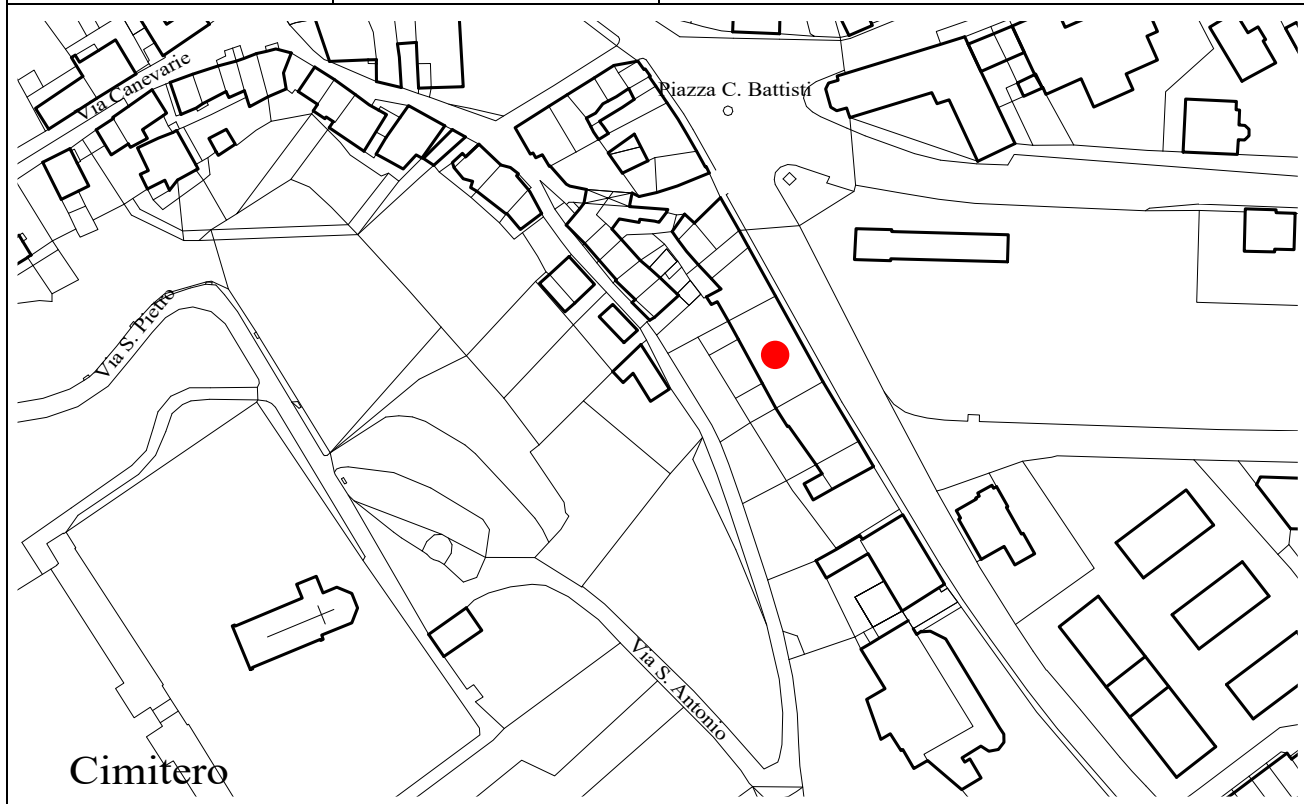 Via Canevarie
Piazza C. Battisti
Via S. Pietro
Via S. Antonio
Cimitero